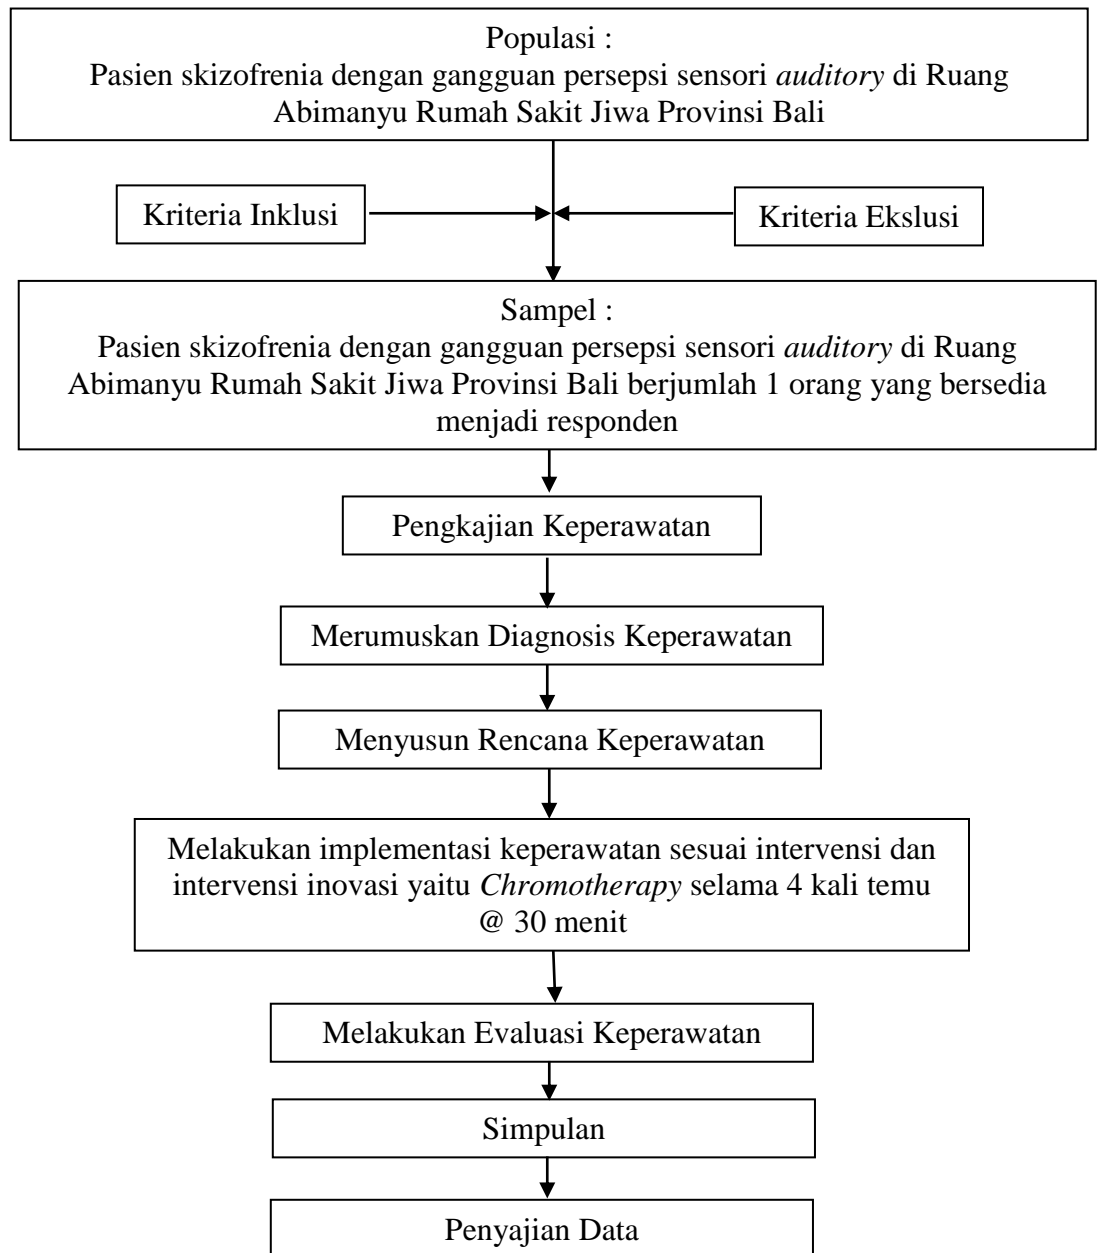 Populasi :
Pasien skizofrenia dengan gangguan persepsi sensori auditory di Ruang
Abimanyu Rumah Sakit Jiwa Provinsi Bali
Kriteria Inklusi
Kriteria Ekslusi
Sampel :
Pasien skizofrenia dengan gangguan persepsi sensori auditory di Ruang
Abimanyu Rumah Sakit Jiwa Provinsi Bali berjumlah 1 orang yang bersedia
menjadi responden
Pengkajian Keperawatan
Merumuskan Diagnosis Keperawatan
Menyusun Rencana Keperawatan
Melakukan implementasi keperawatan sesuai intervensi dan
intervensi inovasi yaitu Chromotherapy selama 4 kali temu
@ 30 menit
Melakukan Evaluasi Keperawatan
Simpulan
Penyajian Data